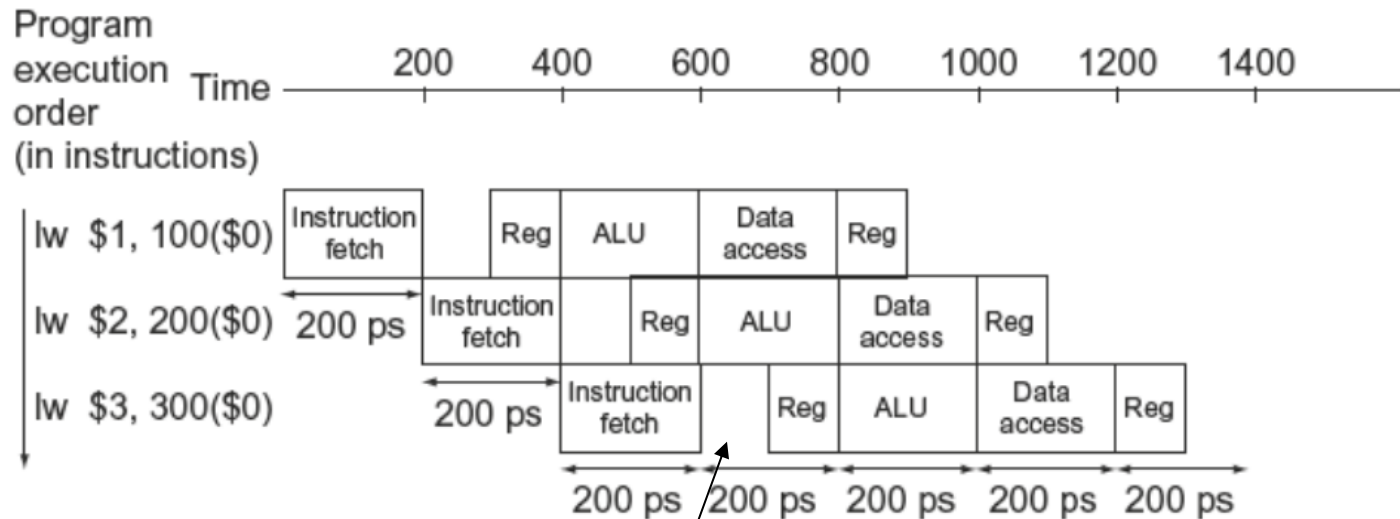 Program
execution
order
(in instructions)
Time
200 400 600 800 1000 1200 1400
lw $1, 100($0)
Instruction
fetch
Reg
ALU
Data
access
Reg
200 ps
lw $2, 200($0)
Instruction
fetch
Reg
ALU
Data
access
Reg
200 ps
lw $3, 300($0)
Instruction
fetch
Reg
ALU
Data
access
Reg
200 ps 200 ps 200 ps 200 ps 200 ps